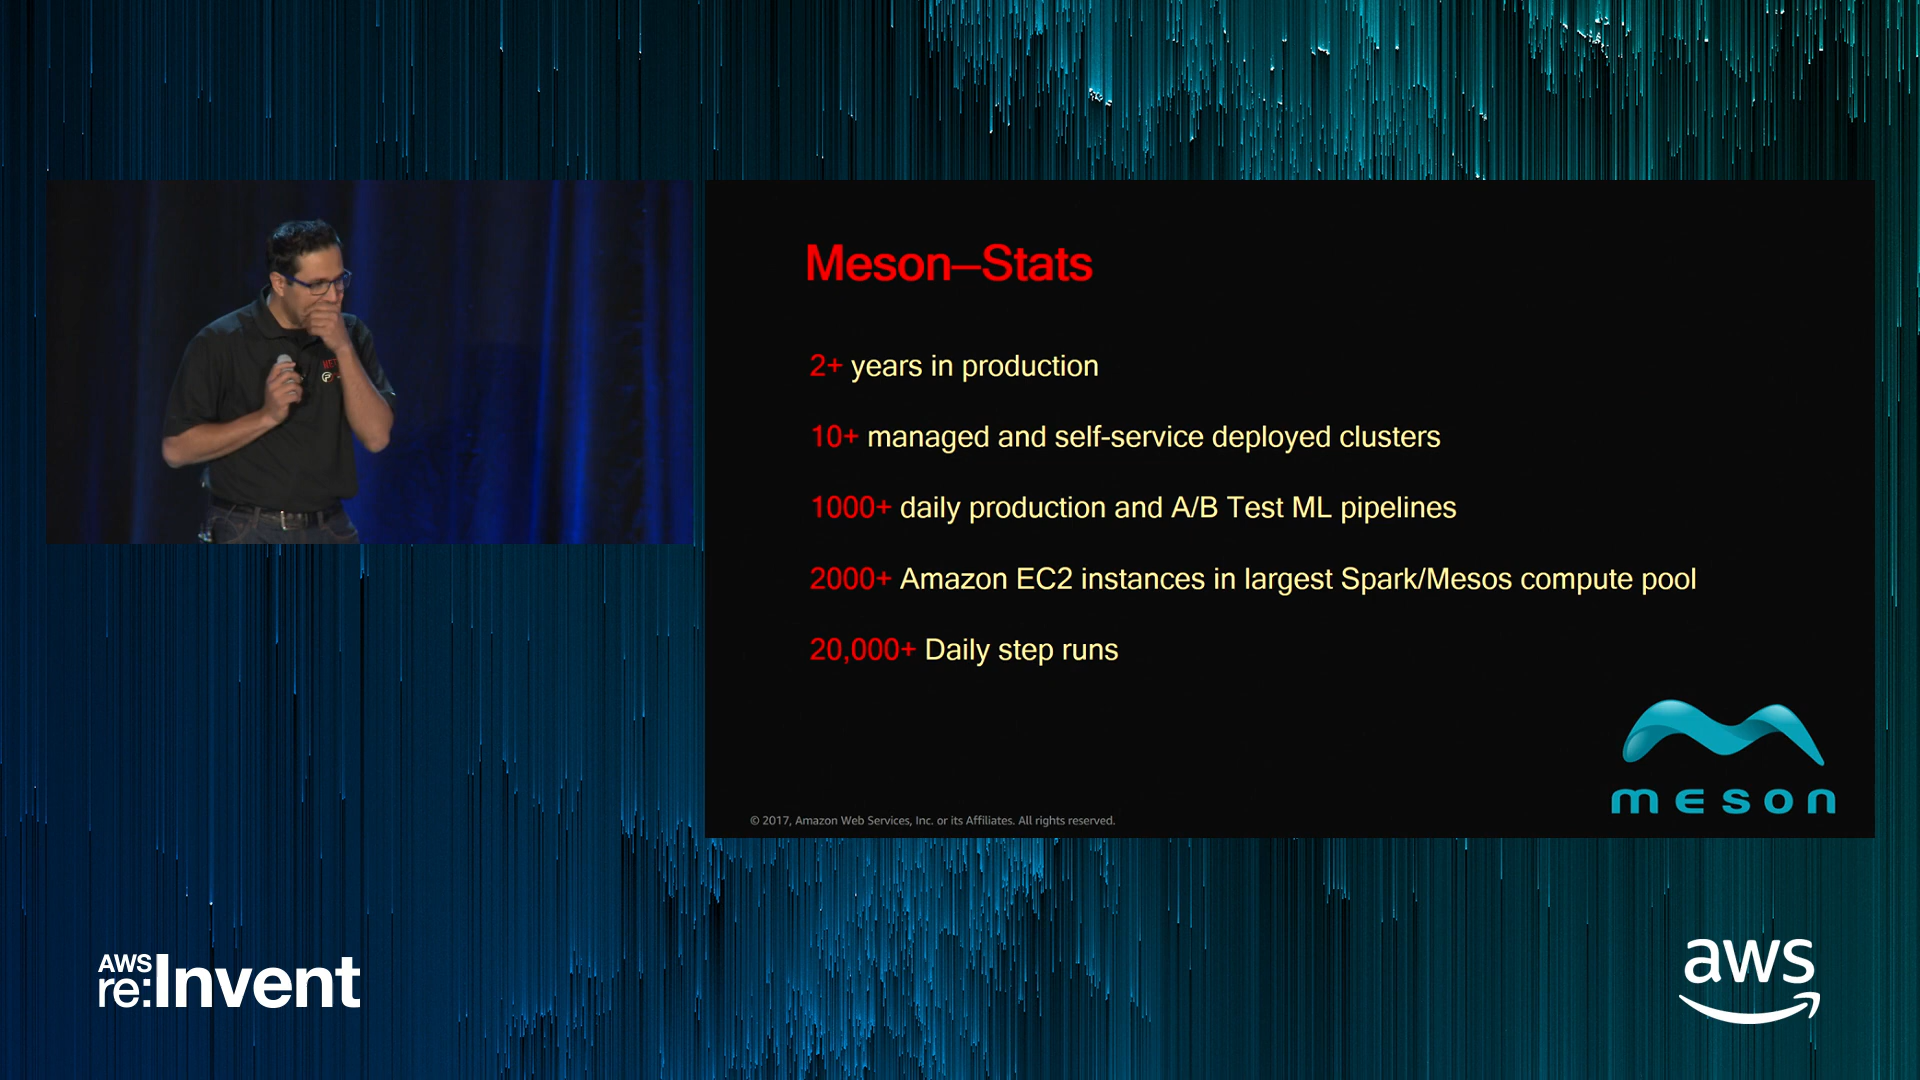 Meson—Stats
2+ years in production
10+ managed and self-service deployed clusters
1000+ daily production and A/B Test ML pipelines
2000+ Amazon EC2 instances in largest Spark/Mesos compute pool
20,000+ Daily step runs
MESON
© 2017, Amazon Web Services, Inc. or its Affiliates. All rights reserved.
AWS
re:Invent
aws